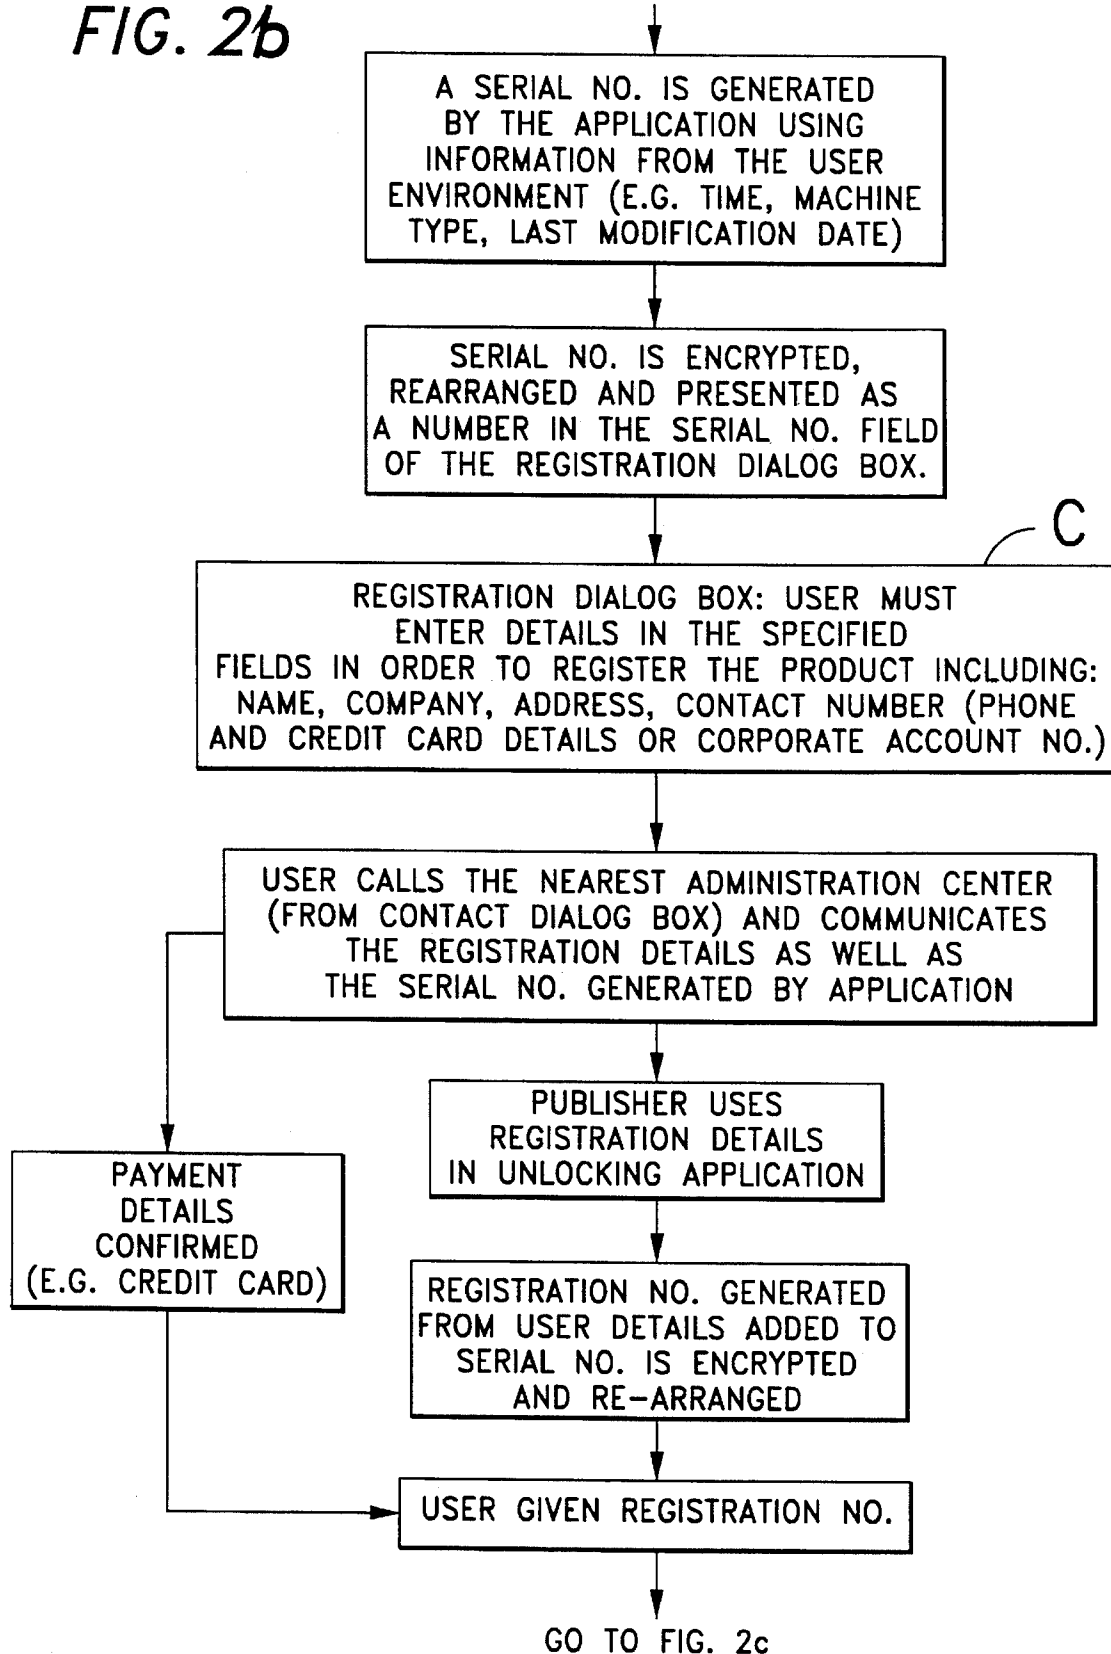 FIG. 2b
A SERIAL NO. IS GENERATED
BY THE APPLICATION USING
INFORMATION FROM THE USER
ENVIRONMENT (E.G. TIME, MACHINE
TYPE, LAST MODIFICATION DATE)
SERIAL NO. IS ENCRYPTED,
REARRANGED AND PRESENTED AS
A NUMBER IN THE SERIAL NO. FIELD
OF THE REGISTRATION DIALOG BOX.
C
REGISTRATION DIALOG BOX: USER MUST
ENTER DETAILS IN THE SPECIFIED
FIELDS IN ORDER TO REGISTER THE PRODUCT INCLUDING:
NAME, COMPANY, ADDRESS, CONTACT NUMBER (PHONE
AND CREDIT CARD DETAILS OR CORPORATE ACCOUNT NO.)
USER CALLS THE NEAREST ADMINISTRATION CENTER
(FROM CONTACT DIALOG BOX) AND COMMUNICATES
THE REGISTRATION DETAILS AS WELL AS
THE SERIAL NO. GENERATED BY APPLICATION
PUBLISHER USES
REGISTRATION DETAILS
IN UNLOCKING APPLICATION
PAYMENT
DETAILS
CONFIRMED
(E.G. CREDIT CARD)
REGISTRATION NO. GENERATED
FROM USER DETAILS ADDED TO
SERIAL NO. IS ENCRYPTED
AND RE-ARRANGED
USER GIVEN REGISTRATION NO.
GO TO FIG. 2c